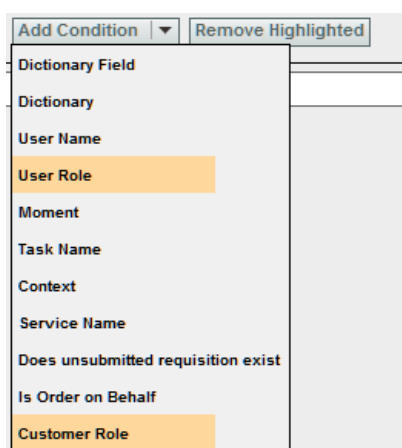 Add Condition Remove Highlighted
Dictionary Field
Dictionary
User Name
User Role
Moment
Task Name
Context
Service Name
Does unsubmitted requisition exist
Is Order on Behalf
Customer Role